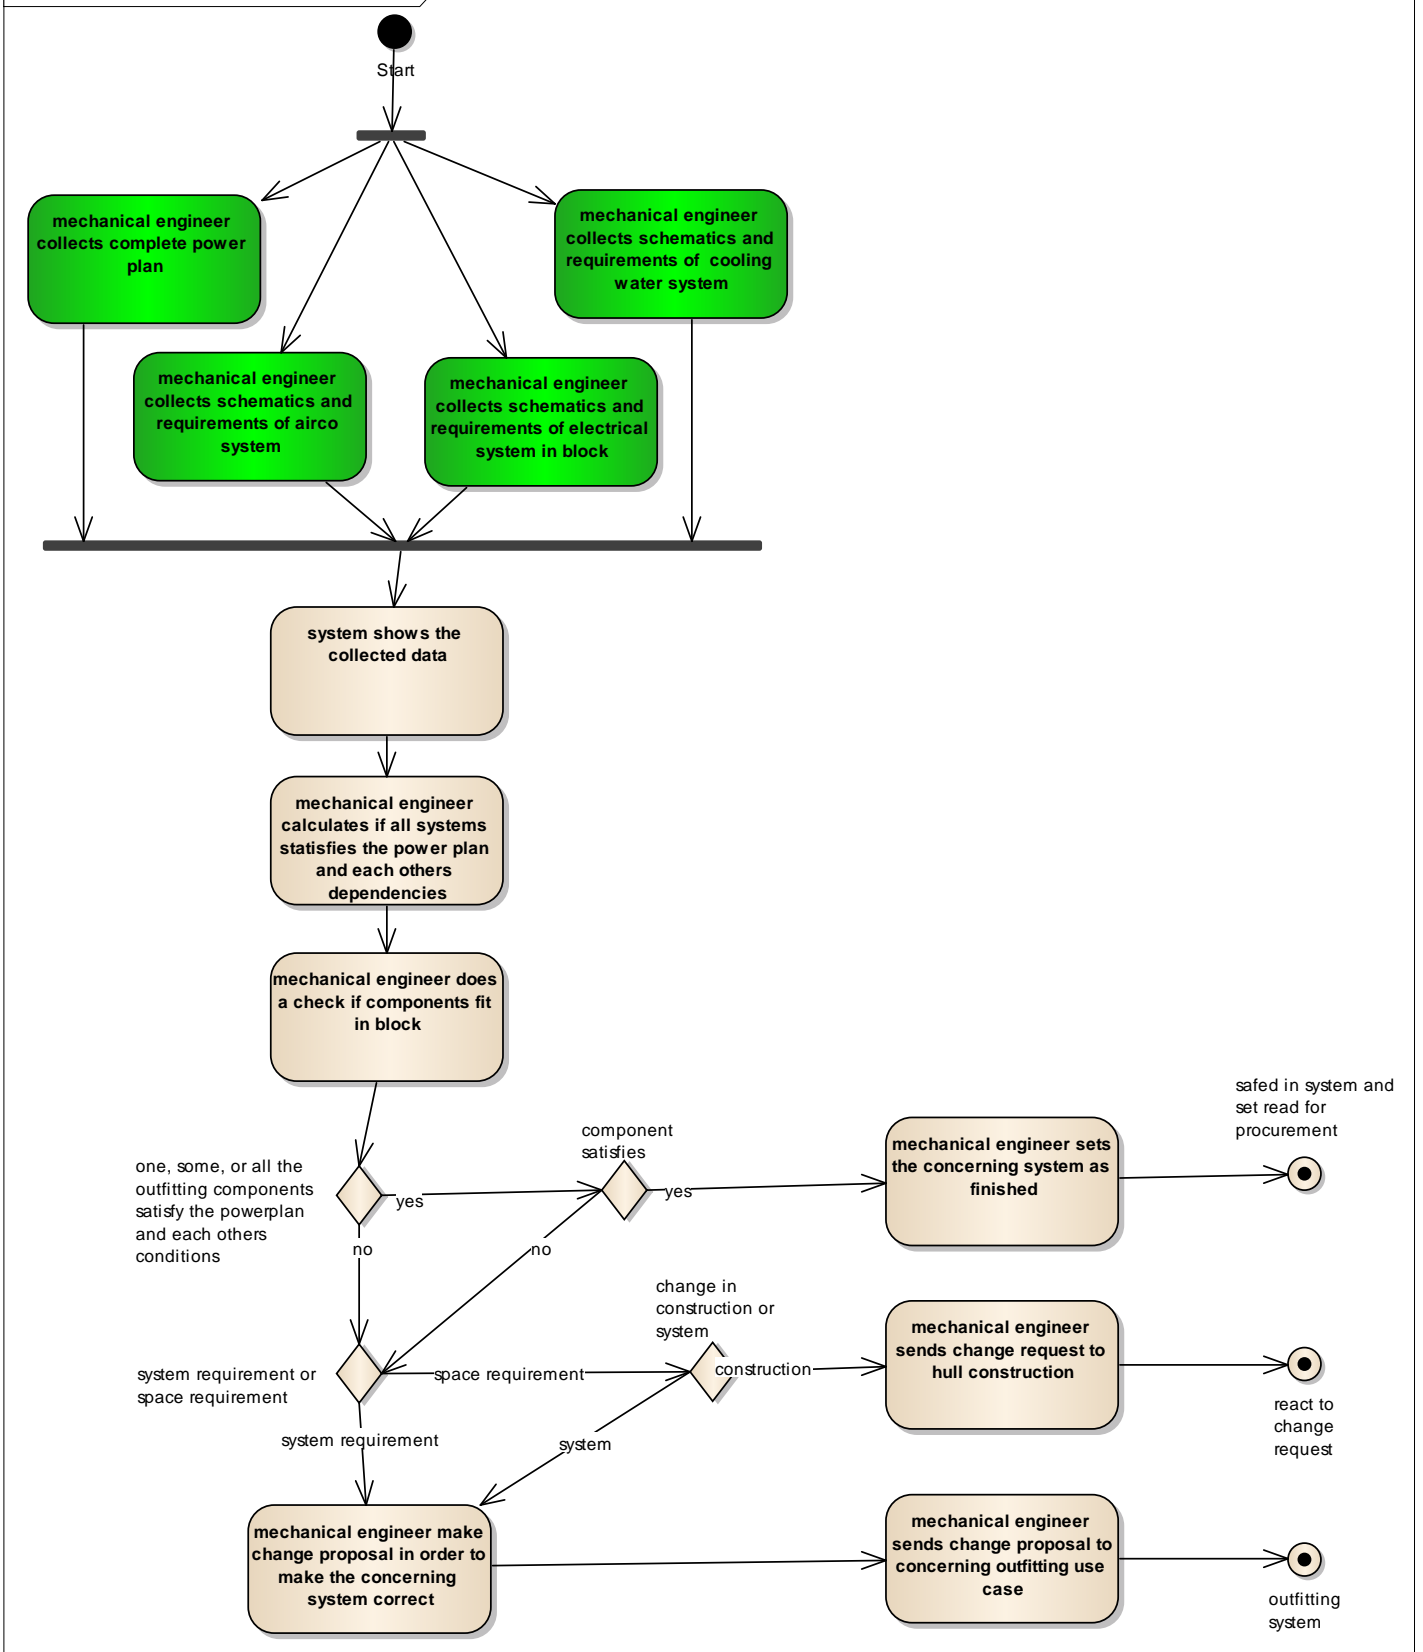 Start
mechanical engineer
collects complete power
plan
mechanical engineer
collects schematics and
requirements of cooling
water system
mechanical engineer
collects schematics and
requirements of airco
system
mechanical engineer
collects schematics and
requirements of electrical
system in block
system shows the
collected data
mechanical engineer
calculates if all systems
statisfies the power plan
and each others
dependencies
mechanical engineer does
a check if components fit
in block
one, some, or all the
outfitting components
satisfy the powerplan
and each others
conditions
yes
no
component
satisfies
yes
no
mechanical engineer sets
the concerning system as
finished
safed in system and
set read for
procurement
system requirement or
space requirement
space requirement
system requirement
change in
construction or
system
construction
system
mechanical engineer
sends change request to
hull construction
react to
change
request
mechanical engineer make
change proposal in order to
make the concerning
system correct
mechanical engineer
sends change proposal to
concerning outfitting use
case
outfitting
system